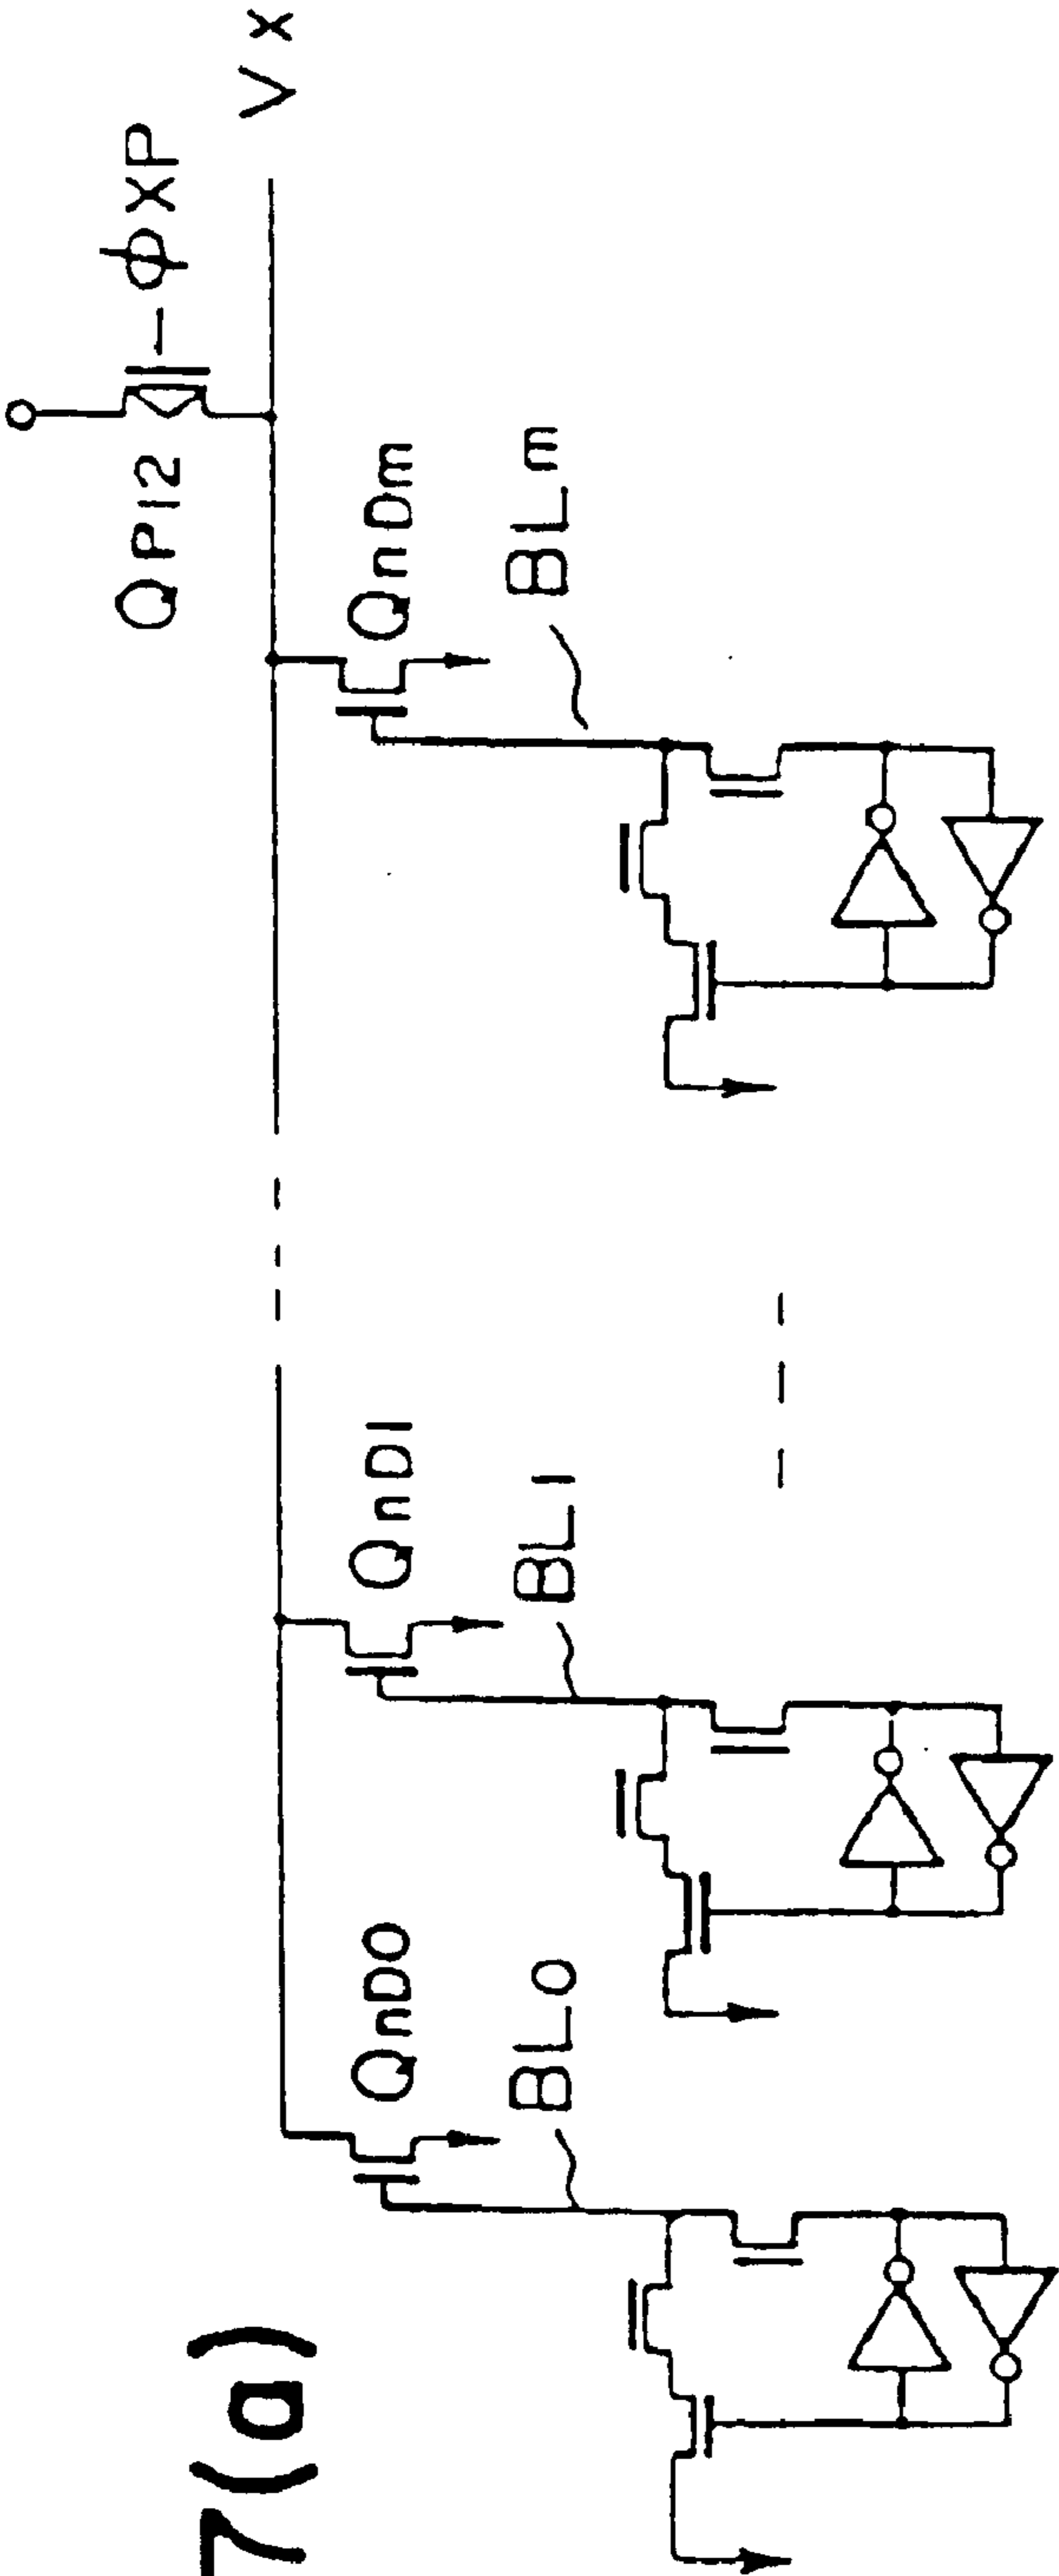 7(a)
QP12
φXP
VX
QnD0
QnD1
QnDm
BL0
BL1
BLm